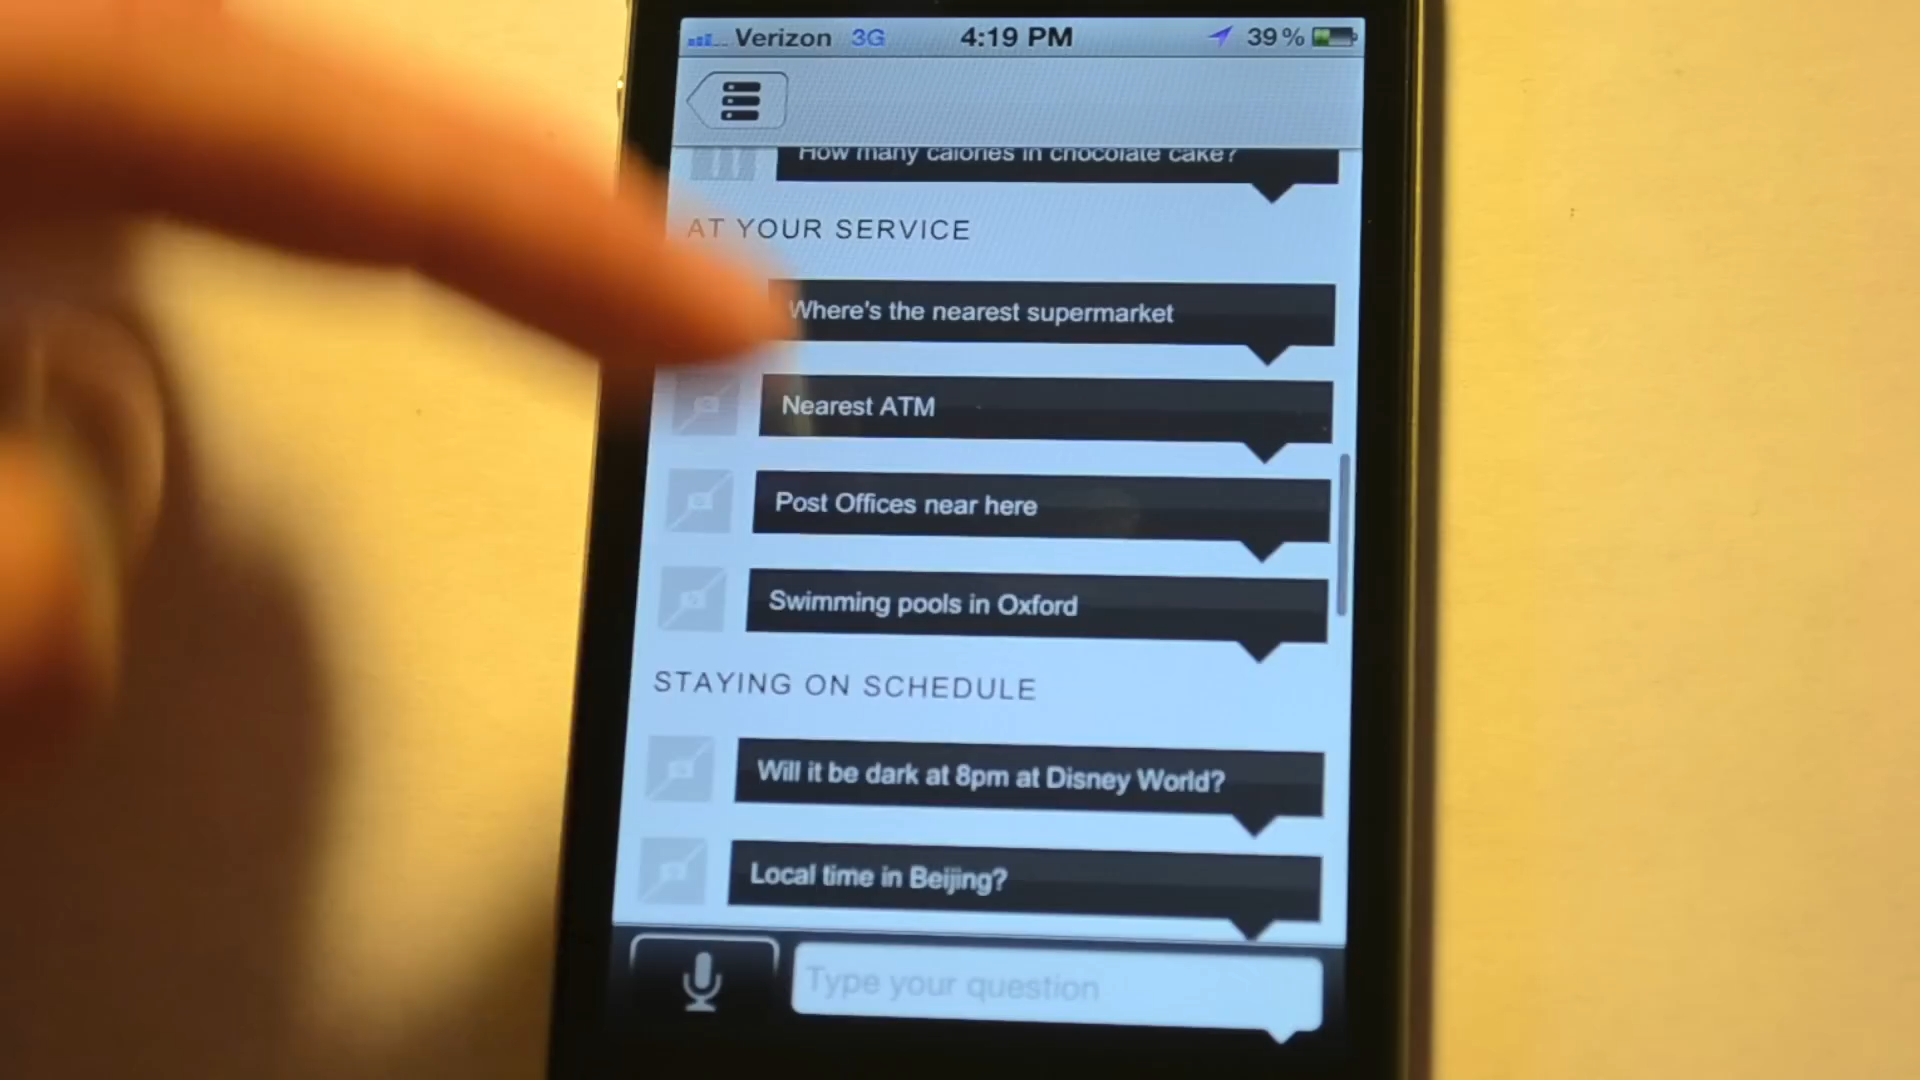 Verizon 3G 4:19 PM 39%
How many calories in chocolate cake?
AT YOUR SERVICE
Where's the nearest supermarket
Nearest ATM
Post Offices near here
Swimming pools in Oxford
STAYING ON SCHEDULE
Will it be dark at 8pm at Disney World?
Local time in Beijing?
Type your question